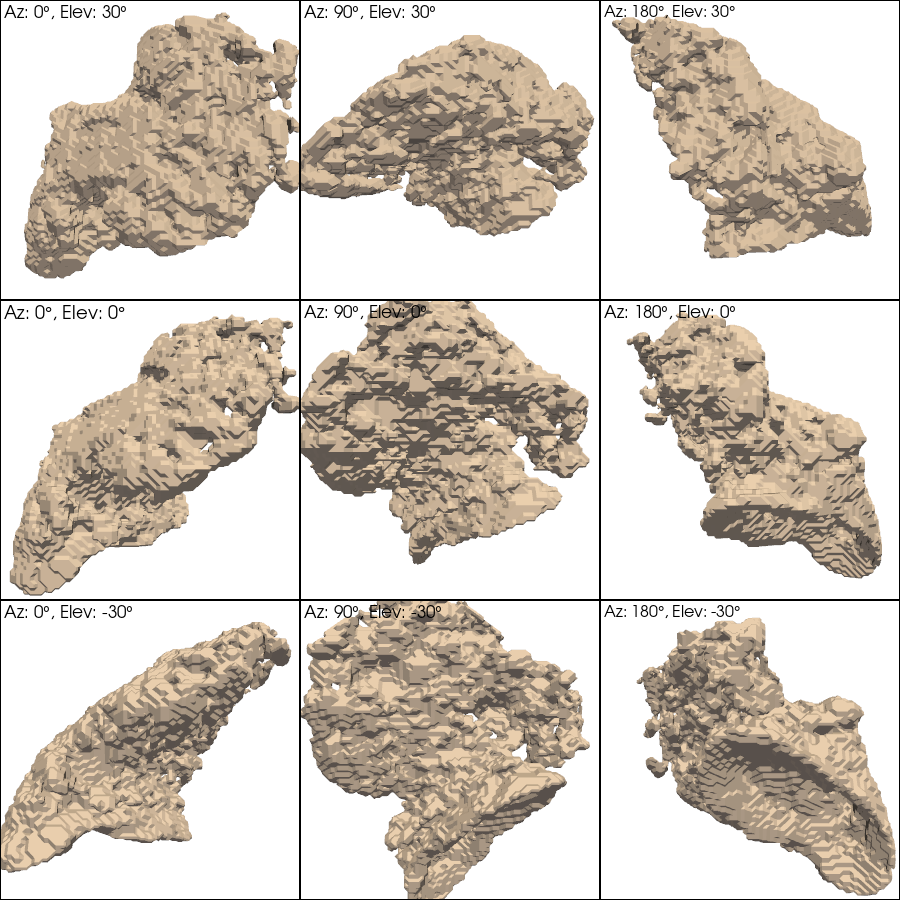 Az: 0°, Elev: 30°
Az: 90°, Elev: 30°
Az: 180°, Elev: 30°
Az: 0°, Elev: 0°
Az: 90°, Elev: 0°
Az: 180°, Elev: 0°
Az: 0°, Elev: -30°
Az: 90°, Elev: -30°
Az: 180°, Elev: -30°